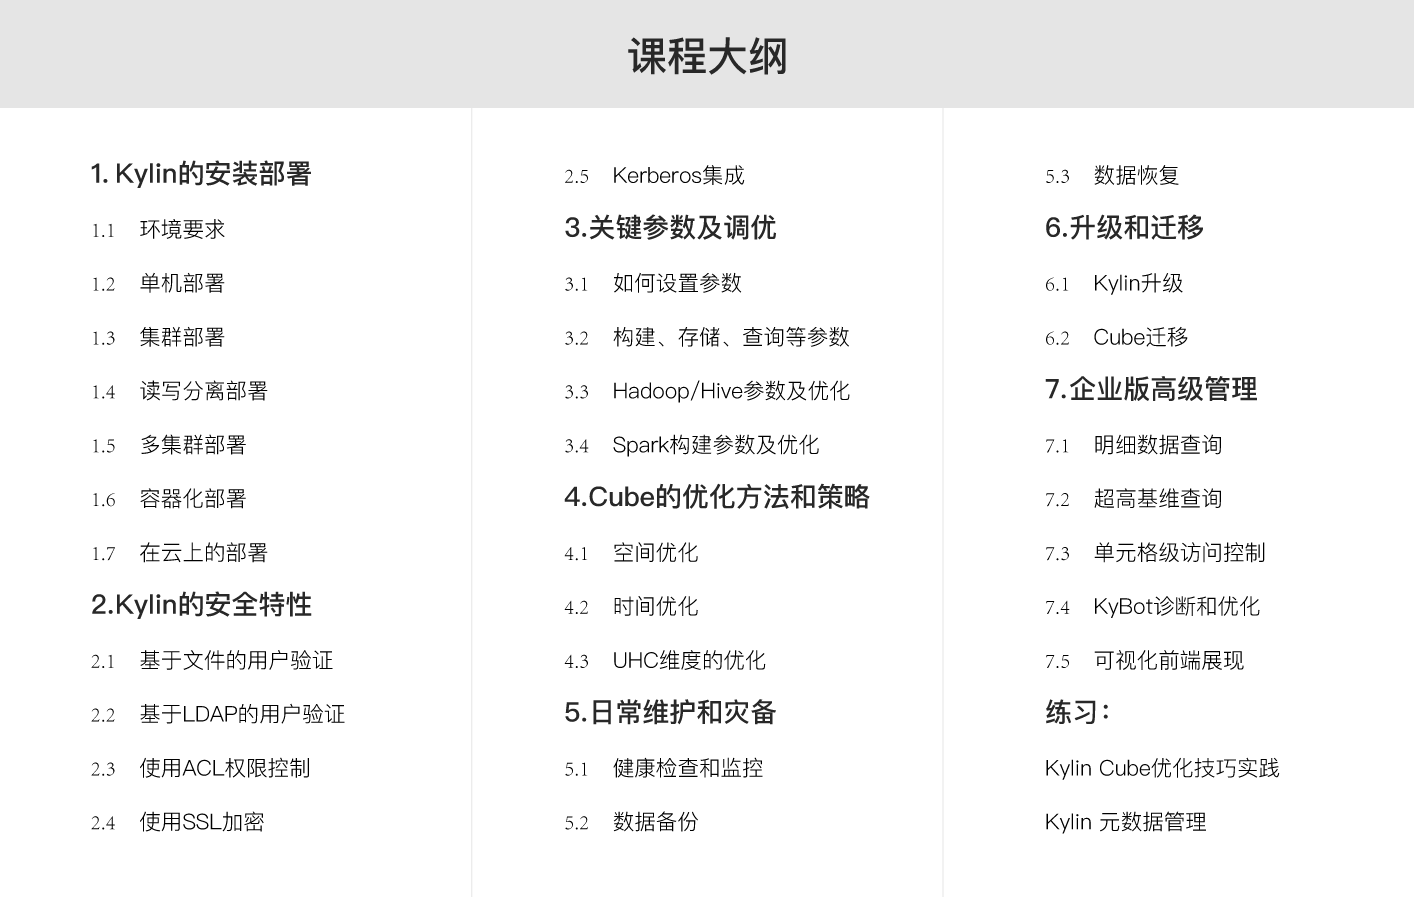 课程大纲
1. Kylin的安装部署
1.1 环境要求
1.2 单机部署
1.3 集群部署
1.4 读写分离部署
1.5 多集群部署
1.6 容器化部署
1.7 在云上的部署
2.Kylin的安全特性
2.1 基于文件的用户验证
2.2 基于LDAP的用户验证
2.3 使用ACL权限控制
2.4 使用SSL加密
2.5 Kerberos集成
3.关键参数及调优
3.1 如何设置参数
3.2 构建、存储、查询等参数
3.3 Hadoop/Hive参数及优化
3.4 Spark构建参数及优化
4.Cube的优化方法和策略
4.1 空间优化
4.2 时间优化
4.3 UHC维度的优化
5.日常维护和灾备
5.1 健康检查和监控
5.2 数据备份
5.3 数据恢复
6.升级和迁移
6.1 Kylin升级
6.2 Cube迁移
7.企业版高级管理
7.1 明细数据查询
7.2 超高基维查询
7.3 单元格级访问控制
7.4 KyBot诊断和优化
7.5 可视化前端展现
练习：
Kylin Cube优化技巧实践
Kylin 元数据管理